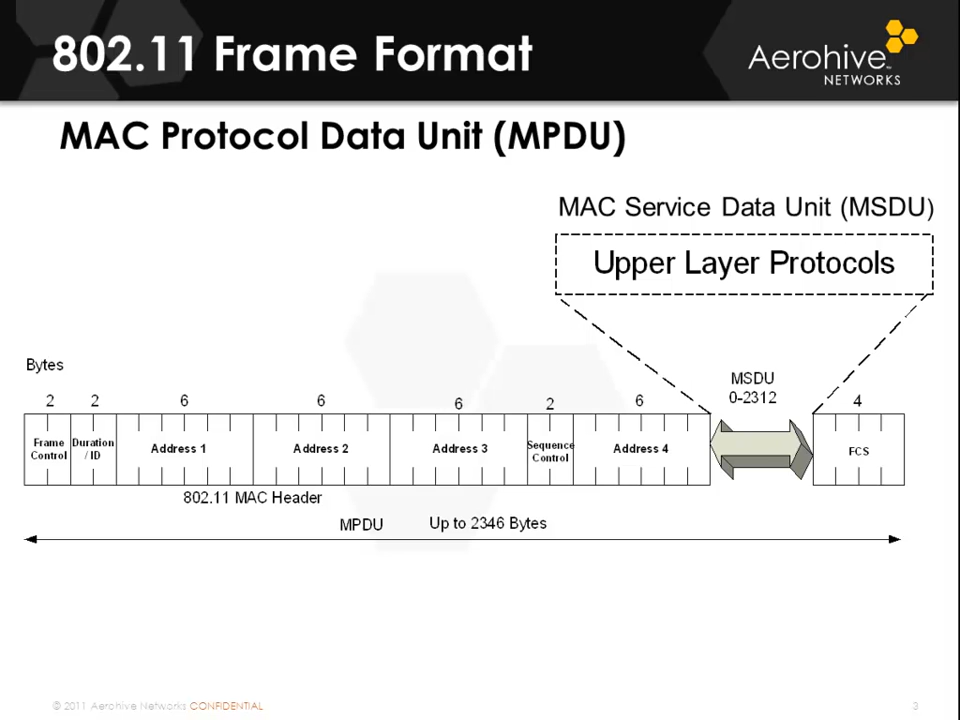 802.11 Frame Format
Aerohive™
NETWORKS
MAC Protocol Data Unit (MPDU)
MAC Service Data Unit (MSDU)
Upper Layer Protocols
Bytes
MSDU
0-2312
2 2 6 6 6 2 6 4
Frame Control
Duration / ID
Address 1
Address 2
Address 3
Sequence Control
Address 4
FCS
802.11 MAC Header
MPDU Up to 2346 Bytes
© 2011 Aerohive Networks CONFIDENTIAL
3